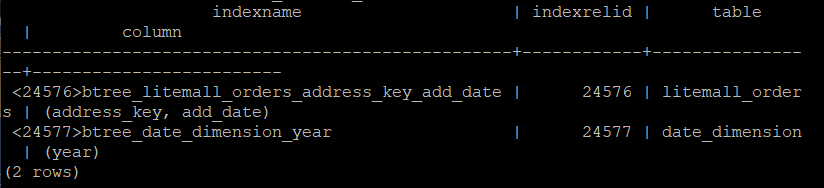 indexname | indexrelid | table
| column
----------------------------------------------------+------------+---------------
--+--------------------------
<24576>btree_litemall_orders_address_key_add_date | 24576 | litemall_order
s | (address_key, add_date)
<24577>btree_date_dimension_year | 24577 | date_dimension
| (year)
(2 rows)